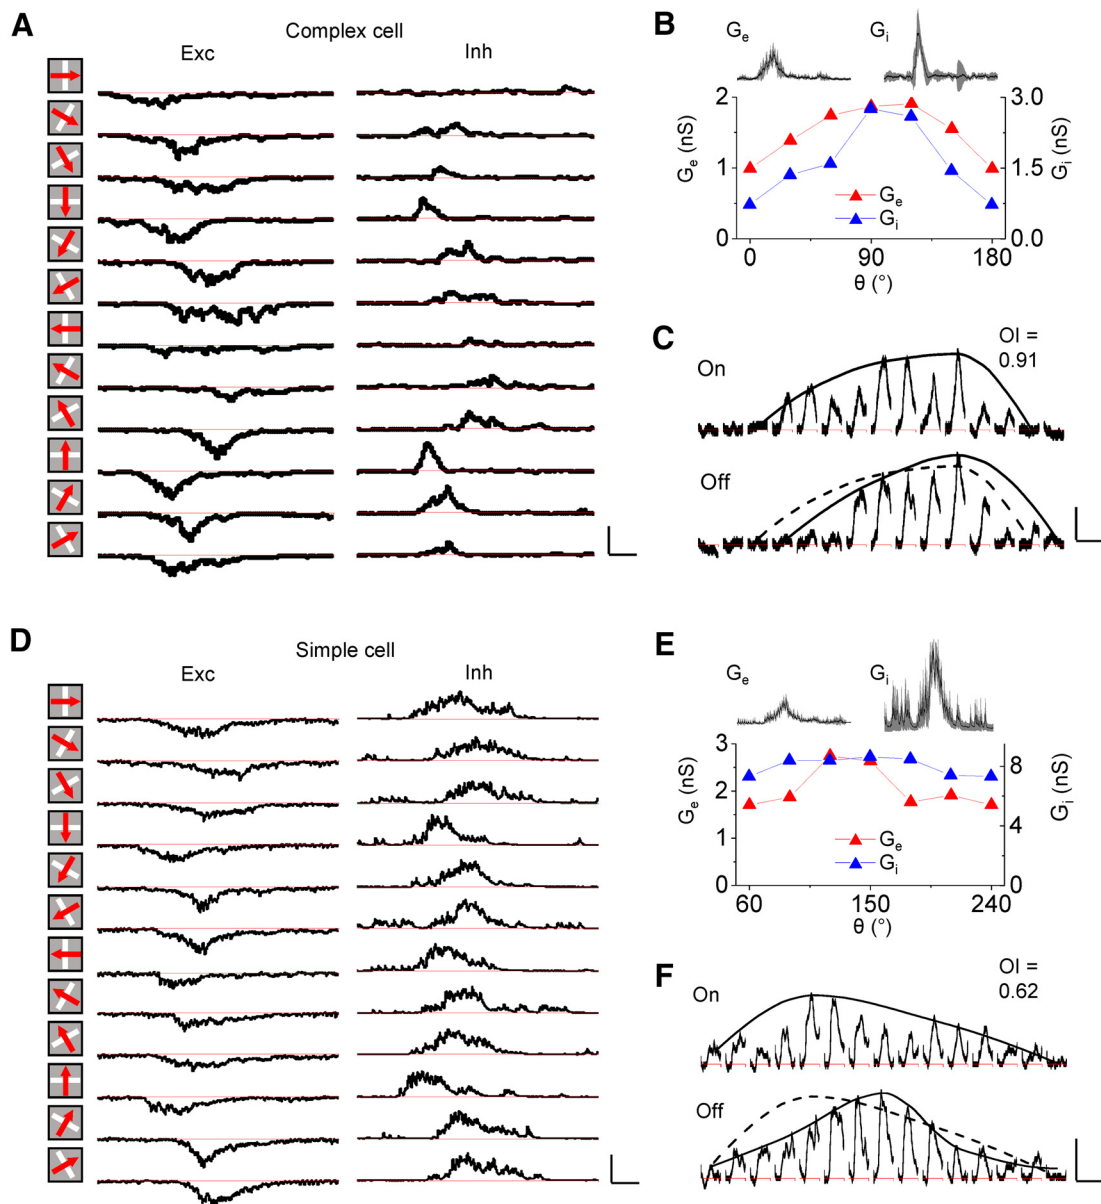 A
Complex cell
Exc
Inh
B
Ge
Gi
2
1
0
Ge (nS)
3.0
1.5
0.0
Gi (nS)
Ge
Gi
0
90
180
θ (°)
C
On
OI =
0.91
Off
D
Simple cell
Exc
Inh
E
Ge
Gi
3
2
1
0
Ge (nS)
8
4
0
Gi (nS)
Ge
Gi
60
150
240
θ (°)
F
On
OI =
0.62
Off